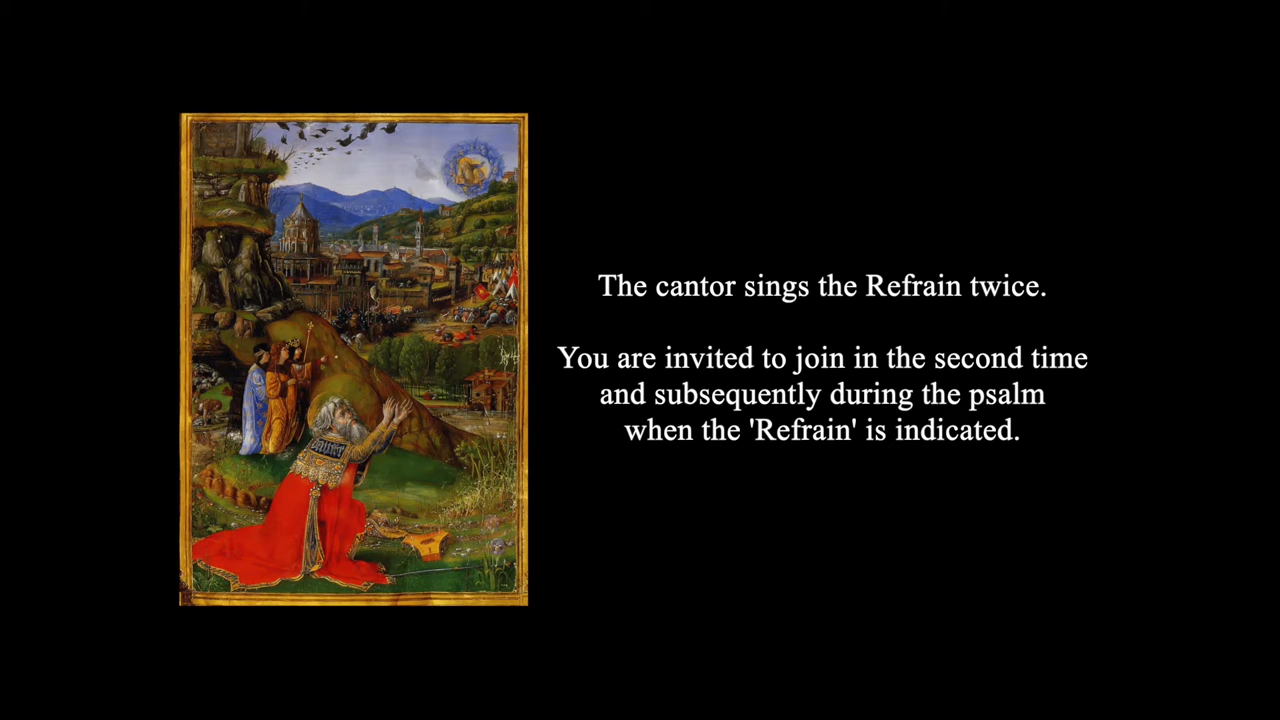 The cantor sings the Refrain twice.
You are invited to join in the second time
and subsequently during the psalm
when the 'Refrain' is indicated.